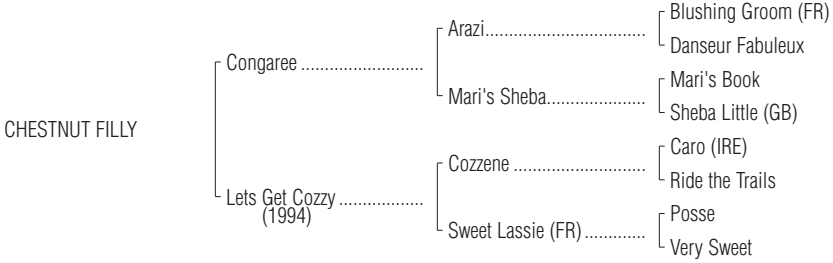 Blushing Groom (FR)
Arazi..................................
Danseur Fabuleux
Congaree .........................
Mari's Book
Mari's Sheba.....................
Sheba Little (GB)
CHESTNUT FILLY
Caro (IRE)
Cozzene ...........................
Ride the Trails
Lets Get Cozzy ..................
(1994)
Posse
Sweet Lassie (FR) .............
Very Sweet